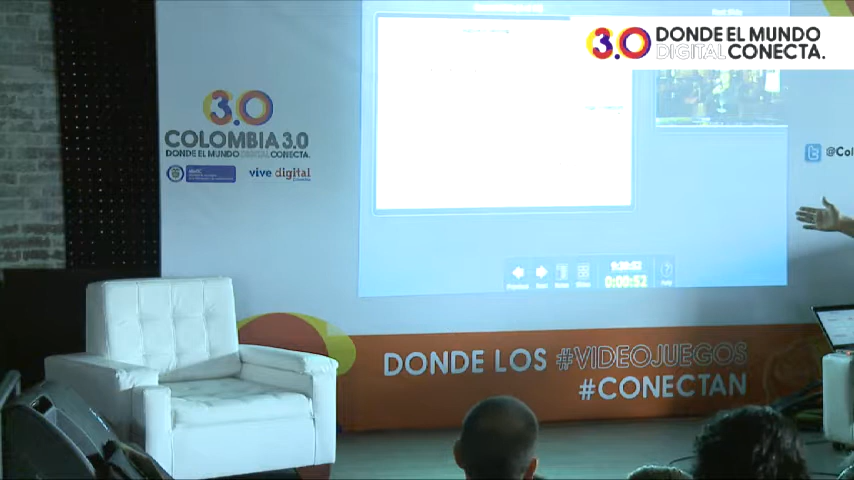 3.0 DONDE EL MUNDO
DIGITAL CONECTA.
3.0
COLOMBIA 3.0
DONDE EL MUNDO DIGITAL CONECTA.
vive digital
@Col
0:00:52
DONDE LOS #VIDEOJUEGOS
#CONECTAN